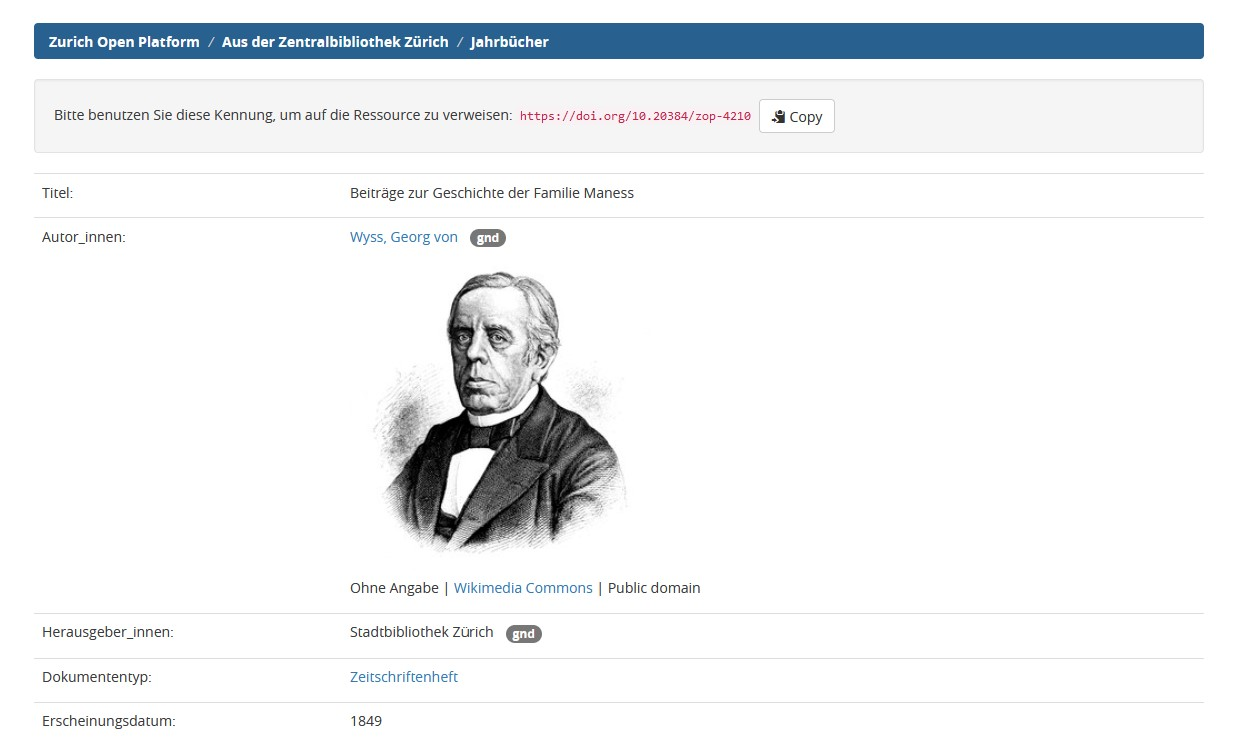 Zurich Open Platform / Aus der Zentralbibliothek Zürich / Jahrbücher
Bitte benutzen Sie diese Kennung, um auf die Ressource zu verweisen: https://doi.org/10.20384/zop-4210 Copy
Titel: Beiträge zur Geschichte der Familie Maness
Autor_innen: Wyss, Georg von gnd
Ohne Angabe | Wikimedia Commons | Public domain
Herausgeber_innen: Stadtbibliothek Zürich gnd
Dokumententyp: Zeitschriftenheft
Erscheinungsdatum: 1849